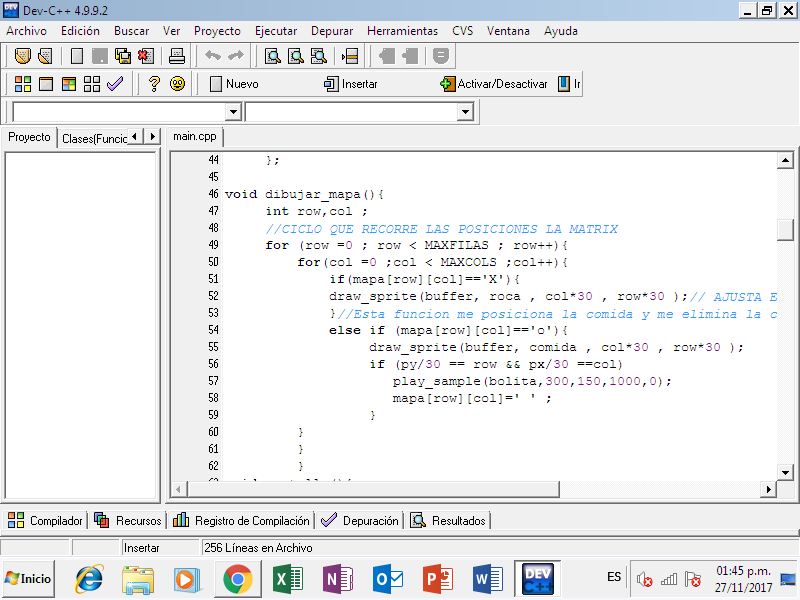 Dev-C++ 4.9.9.2
Archivo Edición Buscar Ver Proyecto Ejecutar Depurar Herramientas CVS Ventana Ayuda
Nuevo Insertar Activar/Desactivar Ir
Proyecto Clases(Funcio main.cpp
44 };
45
46 void dibujar_mapa(){
47 int row,col ;
48 //CICLO QUE RECORRE LAS POSICIONES LA MATRIX
49 for (row =0 ; row < MAXFILAS ; row++){
50 for(col =0 ;col < MAXCOLS ;col++){
51 if(mapa[row][col]=='X'){
52 draw_sprite(buffer, roca , col*30 , row*30 );// AJUSTA E
53 }//Esta funcion me posiciona la comida y me elimina la c
54 else if (mapa[row][col]=='o'){
55 draw_sprite(buffer, comida , col*30 , row*30 );
56 if (py/30 == row && px/30 ==col)
57 play_sample(bolita,300,150,1000,0);
58 mapa[row][col]=' ' ;
59 }
60 }
61 }
62 }
Compilador Recursos Registro de Compilación Depuración Resultados
Insertar 256 Líneas en Archivo
Inicio DEV C++ ES 01:45 p.m.
27/11/2017